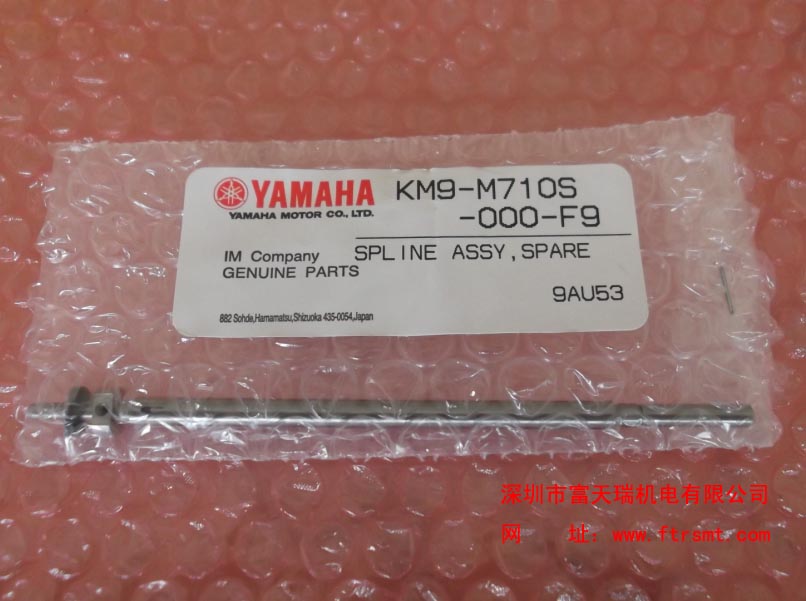 YAMAHA
YAMAHA MOTOR CO., LTD.
KM9-M710S
-000-F9
IM Company
GENUINE PARTS
SPLINE ASSY,SPARE
9AU53
882 Sohde,Hamamatsu,Shizuoka 435-0054,Japan
深圳市富天瑞机电有限公司
网 址：www.ftrsmt.com